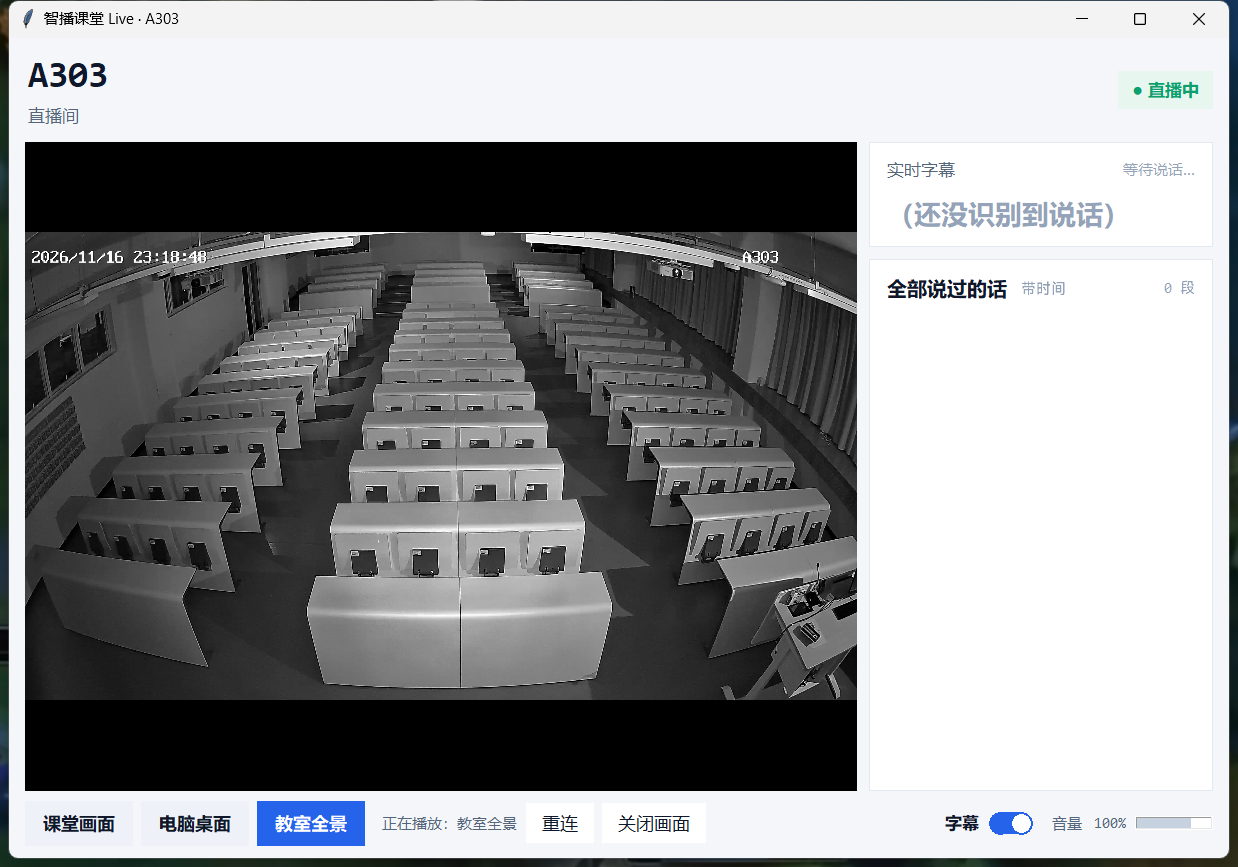 智播课堂 Live · A303
A303
直播间
● 直播中
2026/11/16 23:18:48
A303
实时字幕
等待说话…
（还没识别到说话）
全部说过的话 带时间
0 段
课堂画面
电脑桌面
教室全景
正在播放: 教室全景
重连
关闭画面
字幕
音量 100%